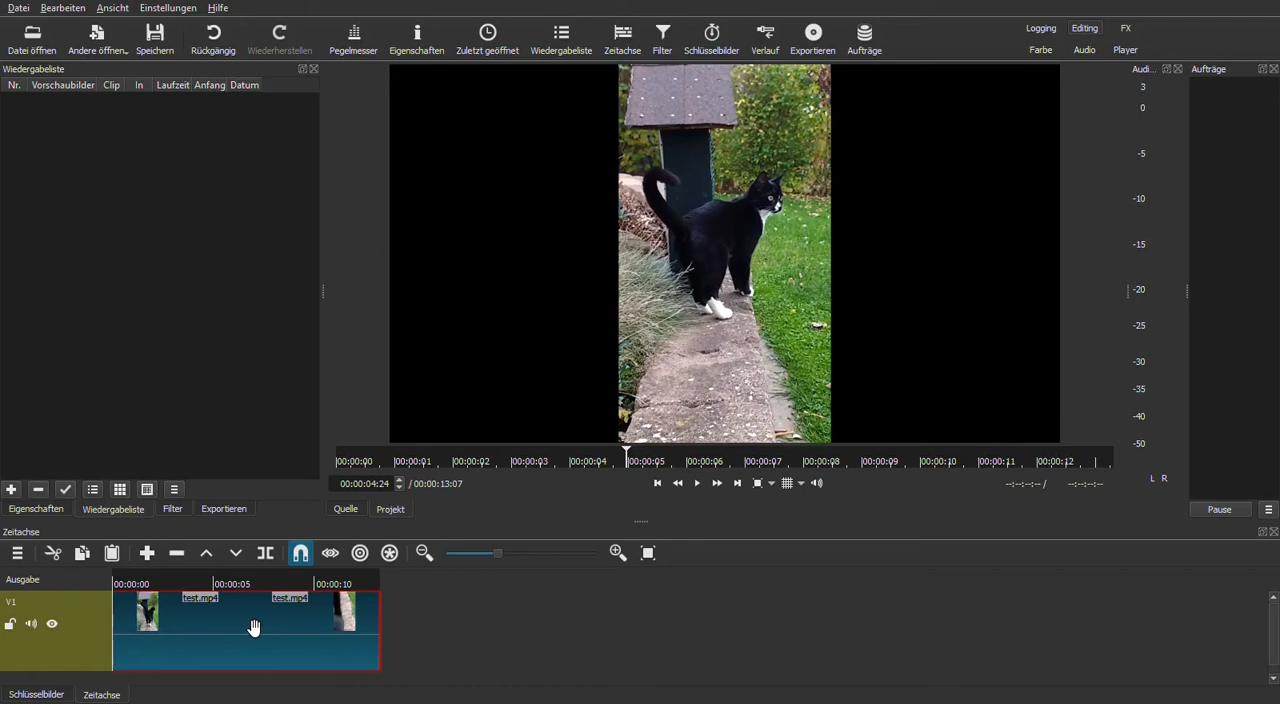 Datei Bearbeiten Ansicht Einstellungen Hilfe
Datei öffnen Andere öffnen.. Speichern Rückgängig Wiederherstellen Pegelmesser Eigenschaften Zuletzt geöffnet Wiedergabeliste Zeitachse Filter Schlüsselbilder Verlauf Exportieren Aufträge
Logging Editing FX
Farbe Audio Player
Wiedergabeliste
Nr. Vorschaubilder Clip In Laufzeit Anfang Datum
Audi...
3
0
-5
-10
-15
-20
-25
-30
-35
-40
-50
L R
Aufträge
00:00:00 00:00:01 00:00:02 00:00:03 00:00:04 00:00:05 00:00:06 00:00:07 00:00:08 00:00:09 00:00:10 00:00:11 00:00:12
00:00:04:24 / 00:00:13:07 --:--:--:-- / --:--:--:--
Eigenschaften Wiedergabeliste Filter Exportieren
Quelle Projekt
Pause
Zeitachse
Ausgabe
00:00:00 00:00:05 00:00:10
V1
test.mp4 test.mp4
Schlüsselbilder Zeitachse